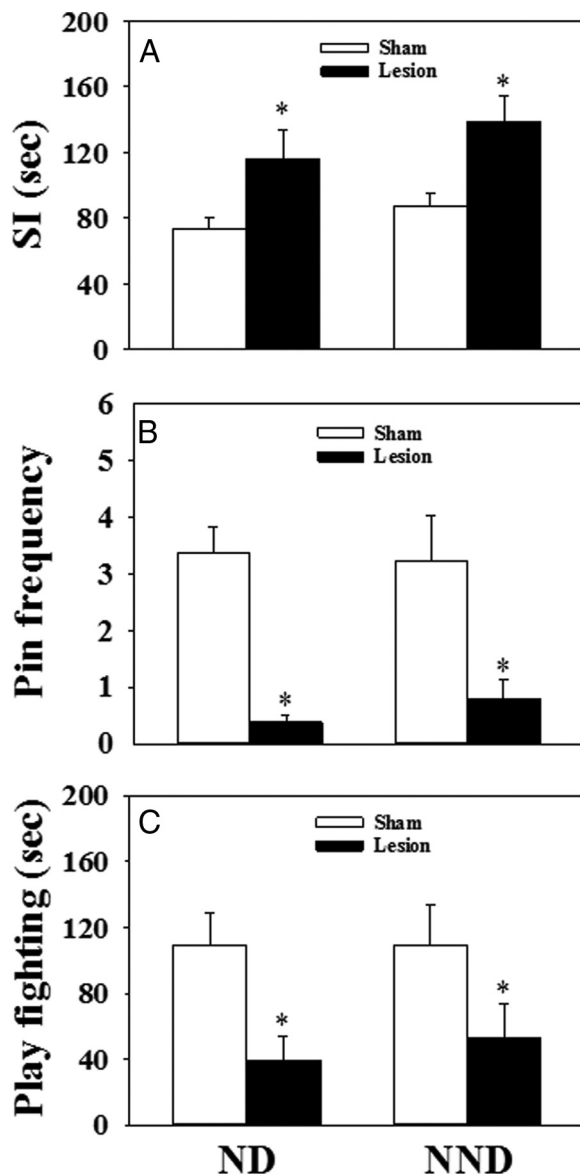 A
Sham
Lesion
SI (sec)
200
160
120
80
40
0
*
*
B
Sham
Lesion
Pin frequency
6
5
4
3
2
1
0
*
*
C
Sham
Lesion
Play fighting (sec)
200
160
120
80
40
0
*
*
ND NND